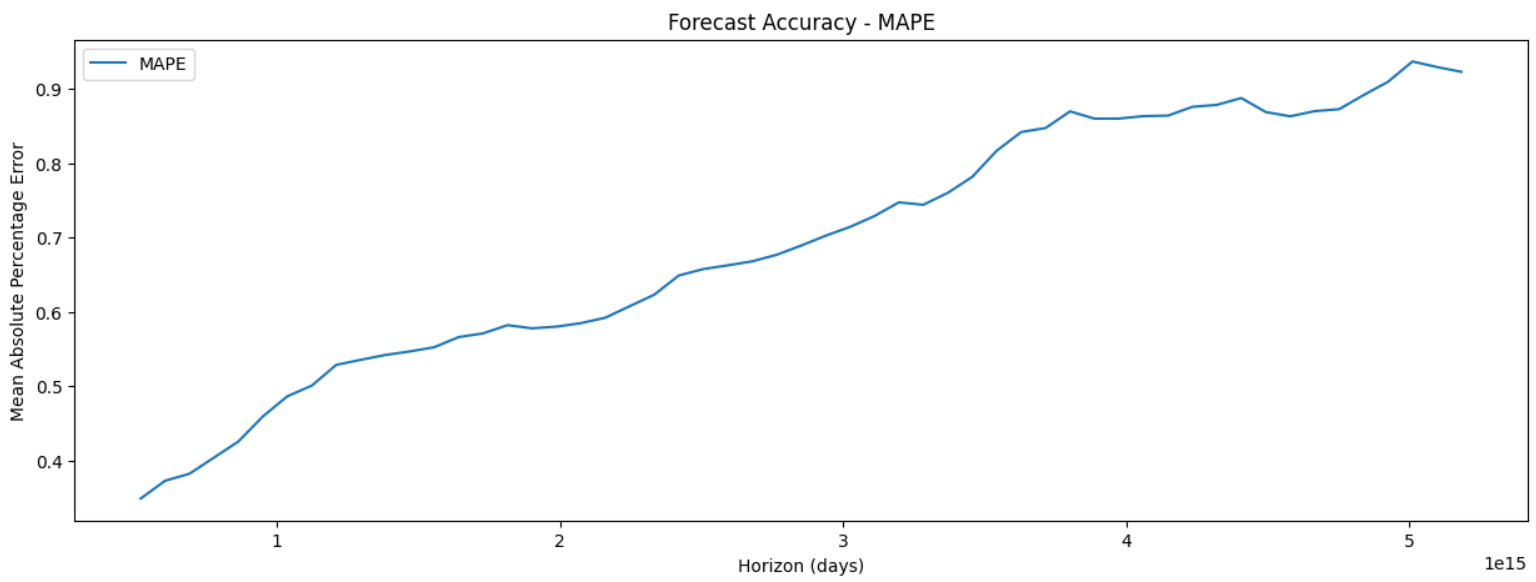 Forecast Accuracy - MAPE
MAPE
Mean Absolute Percentage Error
0.9
0.8
0.7
0.6
0.5
0.4
1 2 3 4 5
Horizon (days)
1e15